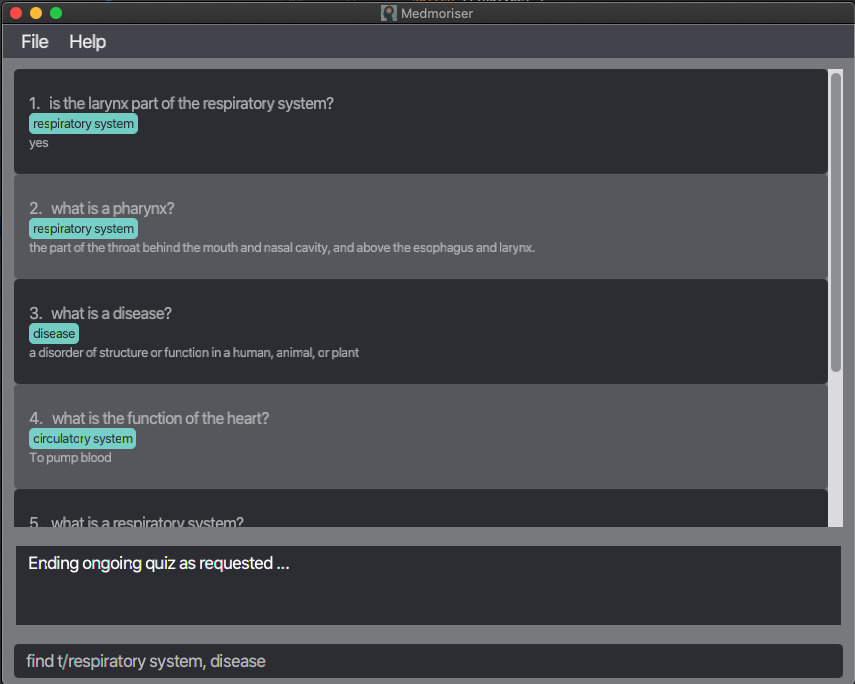 Medmoriser
File Help
1. is the larynx part of the respiratory system?
respiratory system
yes
2. what is a pharynx?
respiratory system
the part of the throat behind the mouth and nasal cavity, and above the esophagus and larynx.
3. what is a disease?
disease
a disorder of structure or function in a human, animal, or plant
4. what is the function of the heart?
circulatory system
To pump blood
5. what is a respiratory system?
Ending ongoing quiz as requested ...
find t/respiratory system, disease